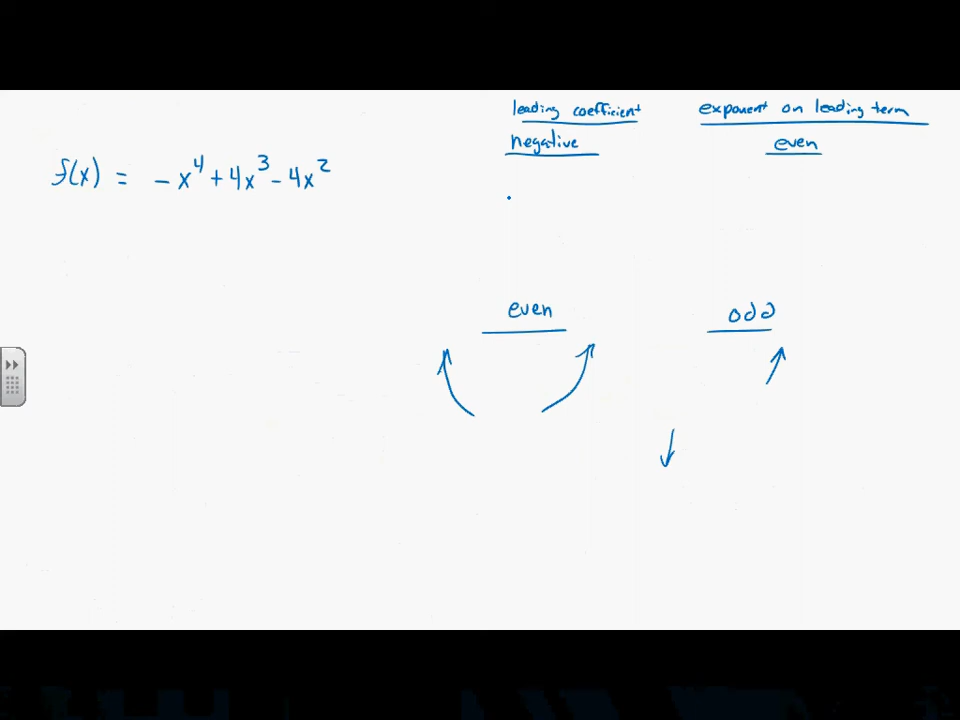 leading coefficient exponent on leading term
negative even
f(x) = -x⁴ + 4x³ - 4x²
even odd